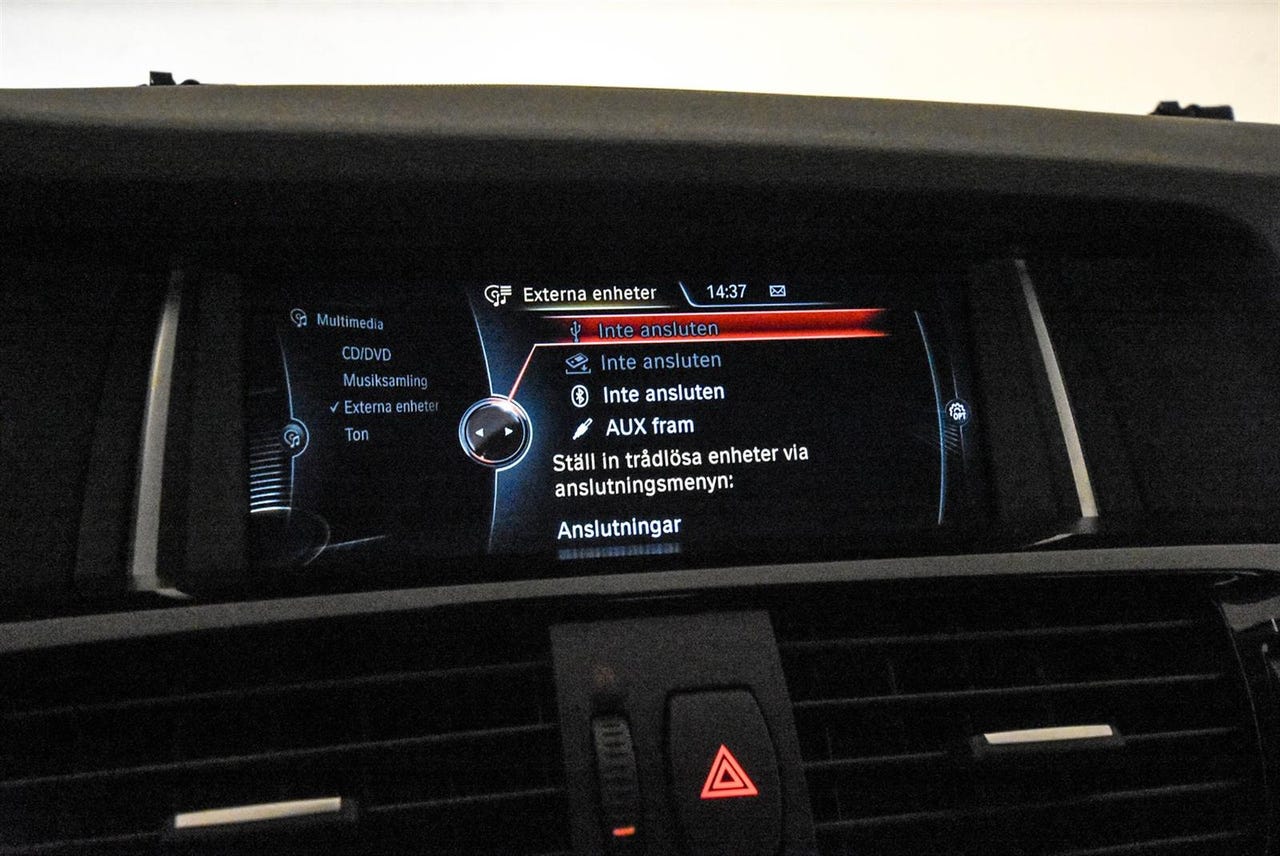 Externa enheter 14:37
Multimedia
CD/DVD
Musiksamling
✓ Externa enheter
Ton
Inte ansluten
Inte ansluten
Inte ansluten
AUX fram
Ställ in trådlösa enheter via
anslutningsmenyn:
Anslutningar
OPT